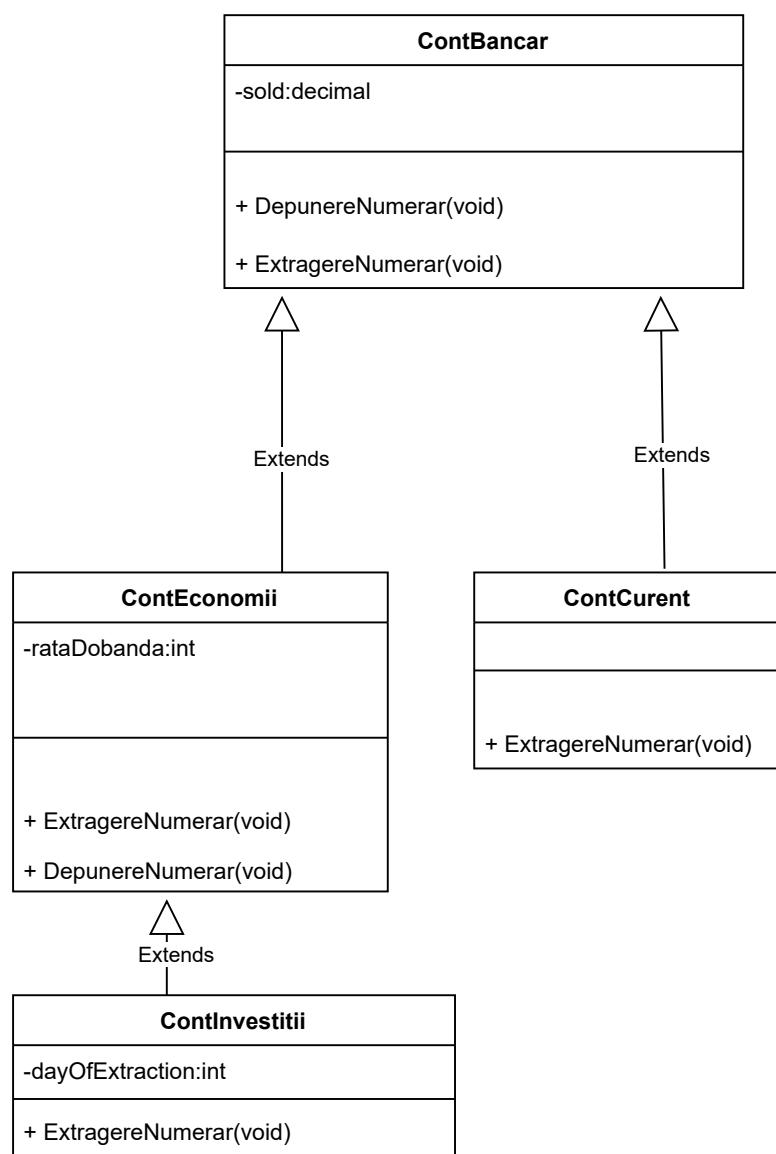 ContBancar
-sold:decimal
+ DepunereNumerar(void)
+ ExtragereNumerar(void)
Extends
Extends
ContEconomii
-rataDobanda:int
+ ExtragereNumerar(void)
+ DepunereNumerar(void)
ContCurent
+ ExtragereNumerar(void)
Extends
ContInvestitii
-dayOfExtraction:int
+ ExtragereNumerar(void)